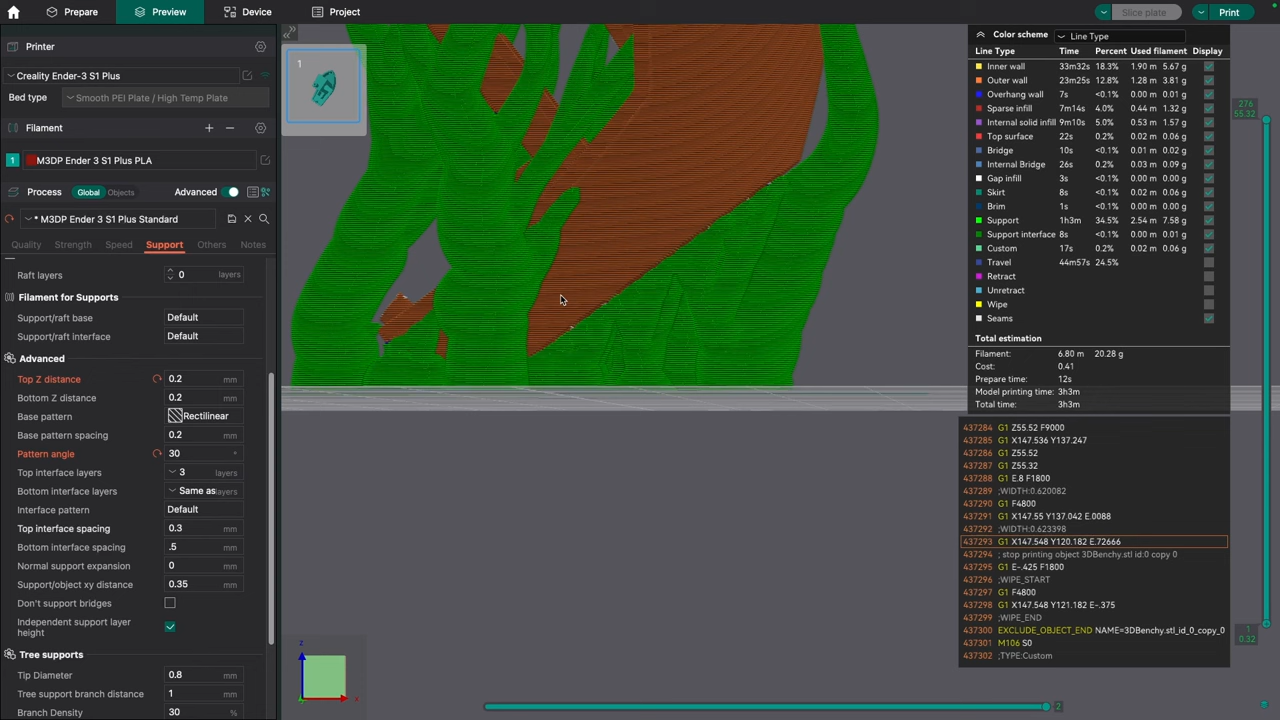 Prepare
Preview
Device
Project
Slice plate
Print
Printer
Creality Ender-3 S1 Plus
Bed type
Smooth PEI Plate / High Temp Plate
Filament
1 M3DP Ender 3 S1 Plus PLA
Process Global Objects Advanced
* M3DP Ender 3 S1 Plus Standard
Quality Strength Speed Support Others Notes
Raft layers 0 layers
Filament for Supports
Support/raft base Default
Support/raft interface Default
Advanced
Top Z distance 0.2 mm
Bottom Z distance 0.2 mm
Base pattern Rectilinear
Base pattern spacing 0.2 mm
Pattern angle 30 °
Top interface layers 3 layers
Bottom interface layers Same as layers
Interface pattern Default
Top interface spacing 0.3 mm
Bottom interface spacing .5 mm
Normal support expansion 0 mm
Support/object xy distance 0.35 mm
Don't support bridges
Independent support layer
height
Tree supports
Tip Diameter 0.8 mm
Tree support branch distance 1 mm
Branch Density 30 %
1
z
x
Color scheme Line Type
Line Type Time Percent Used filament Display
Inner wall 33m32s 18.3% 1.90 m 5.67 g
Outer wall 23m25s 12.8% 1.28 m 3.81 g
Overhang wall 7s <0.1% 0.00 m 0.01 g
Sparse infill 7m14s 4.0% 0.44 m 1.32 g
Internal solid infill 9m10s 5.0% 0.53 m 1.57 g
Top surface 22s 0.2% 0.02 m 0.06 g
Bridge 10s <0.1% 0.01 m 0.02 g
Internal Bridge 26s 0.2% 0.03 m 0.09 g
Gap infill 3s <0.1% 0.00 m 0.00 g
Skirt 8s <0.1% 0.02 m 0.06 g
Brim 1s <0.1% 0.00 m 0.00 g
Support 1h3m 34.5% 2.54 m 7.58 g
Support interface 8s <0.1% 0.00 m 0.01 g
Custom 17s 0.2% 0.02 m 0.06 g
Travel 44m57s 24.5%
Retract
Unretract
Wipe
Seams
Total estimation
Filament: 6.80 m 20.28 g
Cost: 0.41
Prepare time: 12s
Model printing time: 3h3m
Total time: 3h3m
437284 G1 Z55.52 F9000
437285 G1 X147.536 Y137.247
437286 G1 Z55.52
437287 G1 Z55.32
437288 G1 E.8 F1800
437289 ;WIDTH:0.620082
437290 G1 F4800
437291 G1 X147.55 Y137.042 E.0088
437292 ;WIDTH:0.623398
437293 G1 X147.548 Y120.182 E.72666
437294 ; stop printing object 3DBenchy.stl id:0 copy 0
437295 G1 E-.425 F1800
437296 ;WIPE_START
437297 G1 F4800
437298 G1 X147.548 Y121.182 E-.375
437299 ;WIPE_END
437300 EXCLUDE_OBJECT_END NAME=3DBenchy.stl_id_0_copy_0
437301 M106 S0
437302 ;TYPE:Custom
276
55.32
1
0.32
2